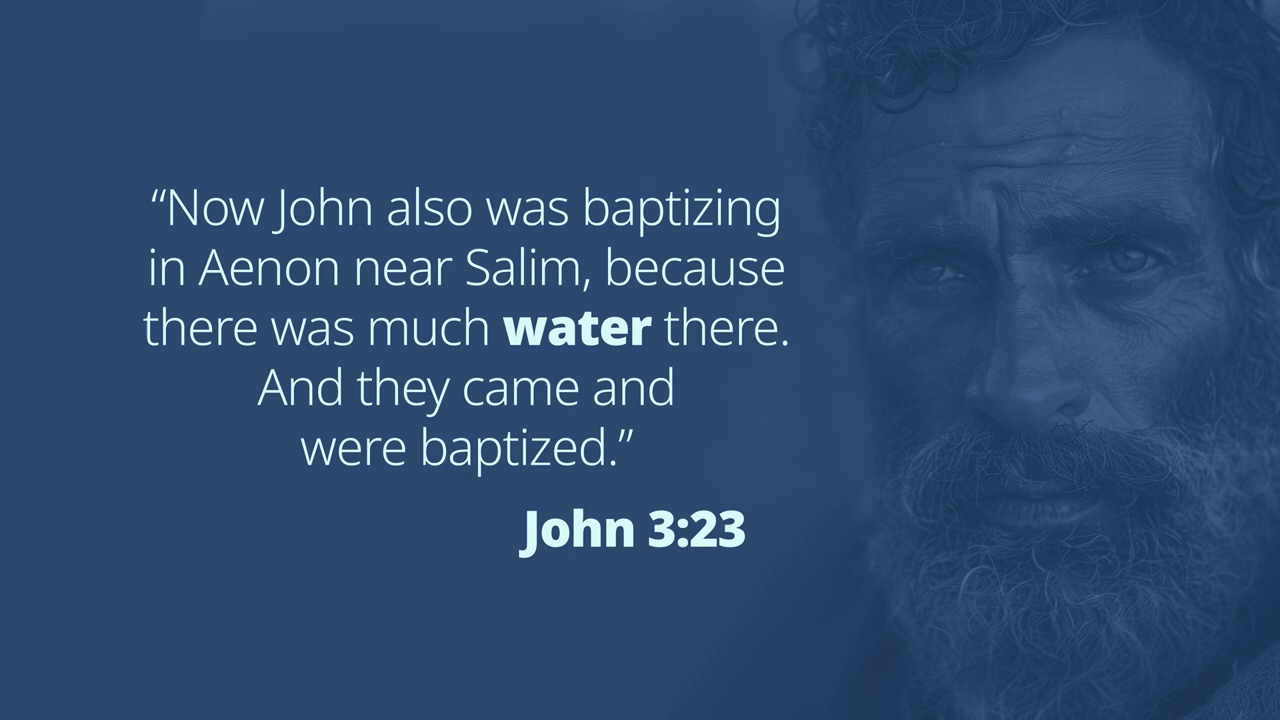 “Now John also was baptizing
in Aenon near Salim, because
there was much water there.
And they came and
were baptized.”
John 3:23